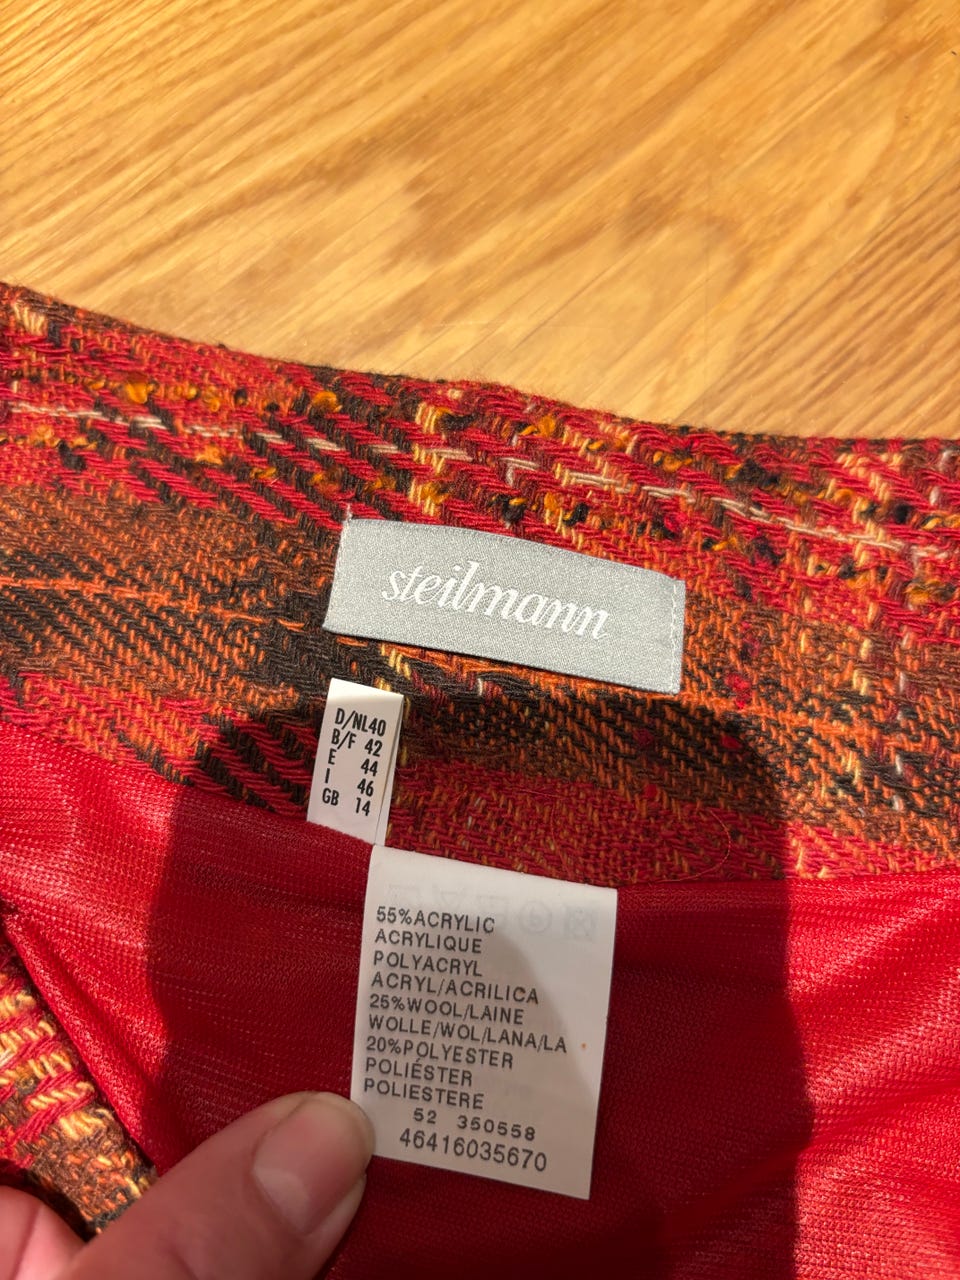 steilmann
D/NL40
B/F 42
E 44
I 46
GB 14
55%ACRYLIC
ACRYLIQUE
POLYACRYL
ACRYL/ACRILICA
25%WOOL/LAINE
WOLLE/WOL/LANA/LA
20%POLYESTER
POLIÉSTER
POLIESTERE
52 350558
46416035670